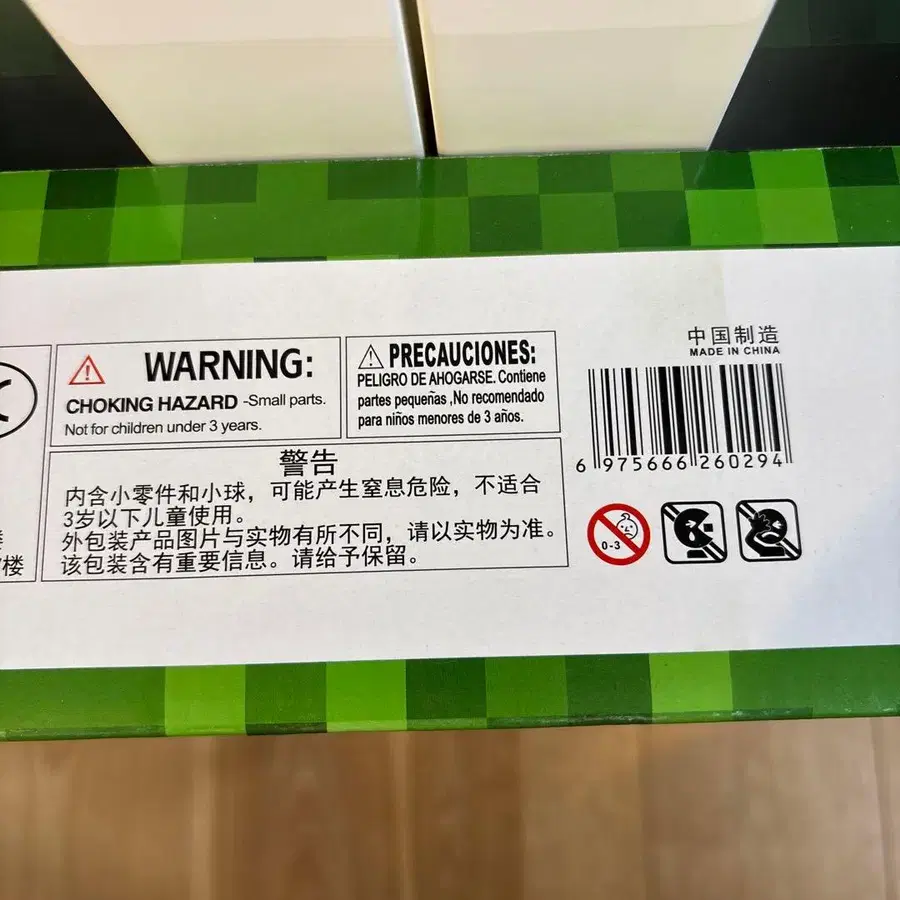 中国制造
MADE IN CHINA
WARNING:
CHOKING HAZARD -Small parts.
Not for children under 3 years.
PRECAUCIONES:
PELIGRO DE AHOGARSE. Contiene
partes pequeñas ,No recomendado
para niños menores de 3 años.
6 975666 260294
警告
内含小零件和小球，可能产生窒息危险，不适合
3岁以下儿童使用。
外包装产品图片与实物有所不同，请以实物为准。
该包装含有重要信息。请给予保留。
0-3
楼